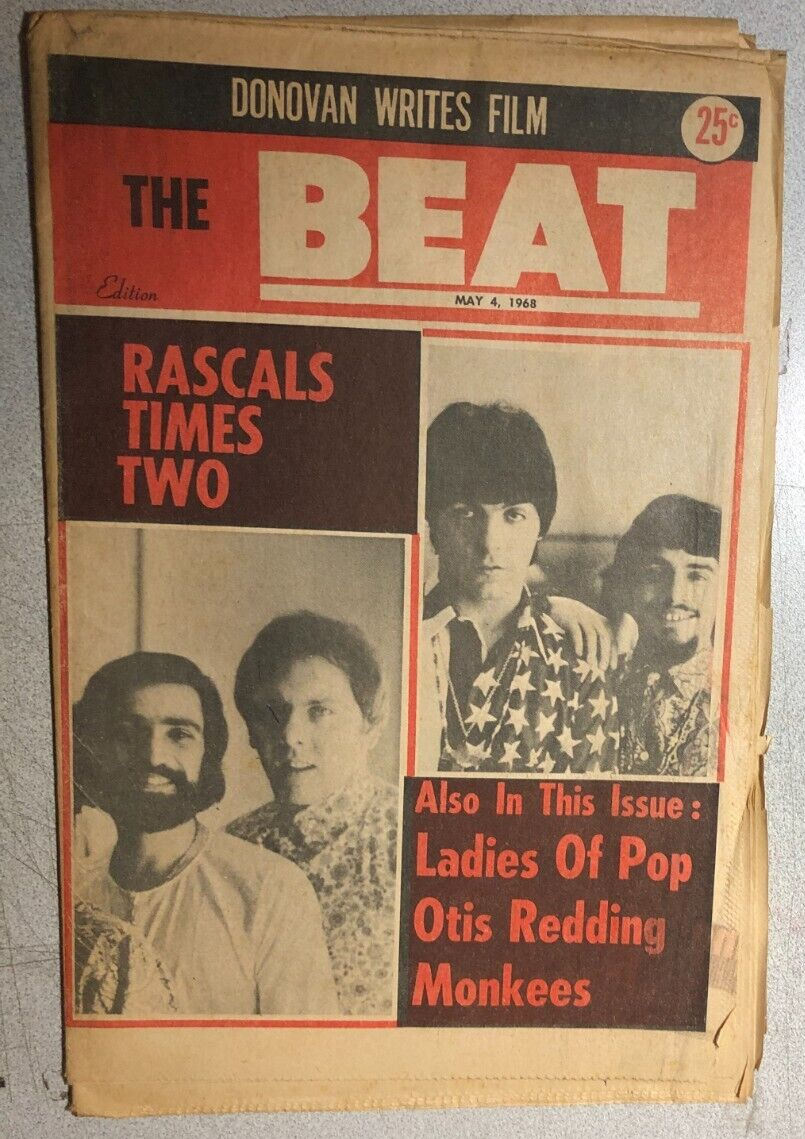 DONOVAN WRITES FILM
25¢
THE BEAT
Edition
MAY 4, 1968
RASCALS
TIMES
TWO
Also In This Issue:
Ladies Of Pop
Otis Redding
Monkees